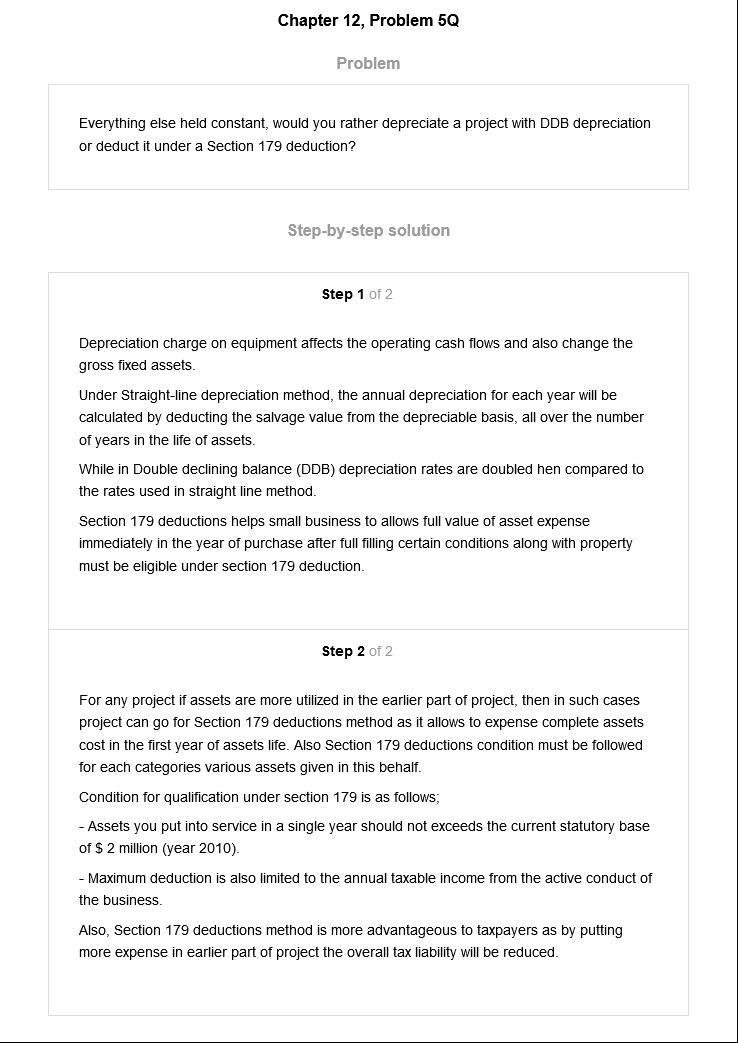 Chapter 12, Problem 5Q
Problem
Everything else held constant, would you rather depreciate a project with DDB depreciation
or deduct it under a Section 179 deduction?
Step-by-step solution
Step 1 of 2
Depreciation charge on equipment affects the operating cash flows and also change the
gross fixed assets.
Under Straight-line depreciation method, the annual depreciation for each year will be
calculated by deducting the salvage value from the depreciable basis, all over the number
of years in the life of assets.
While in Double declining balance (DDB) depreciation rates are doubled hen compared to
the rates used in straight line method.
Section 179 deductions helps small business to allows full value of asset expense
immediately in the year of purchase after full filling certain conditions along with property
must be eligible under section 179 deduction.
Step 2 of 2
For any project if assets are more utilized in the earlier part of project, then in such cases
project can go for Section 179 deductions method as it allows to expense complete assets
cost in the first year of assets life. Also Section 179 deductions condition must be followed
for each categories various assets given in this behalf.
Condition for qualification under section 179 is as follows;
- Assets you put into service in a single year should not exceeds the current statutory base
of $ 2 million (year 2010).
- Maximum deduction is also limited to the annual taxable income from the active conduct of
the business.
Also, Section 179 deductions method is more advantageous to taxpayers as by putting
more expense in earlier part of project the overall tax liability will be reduced.